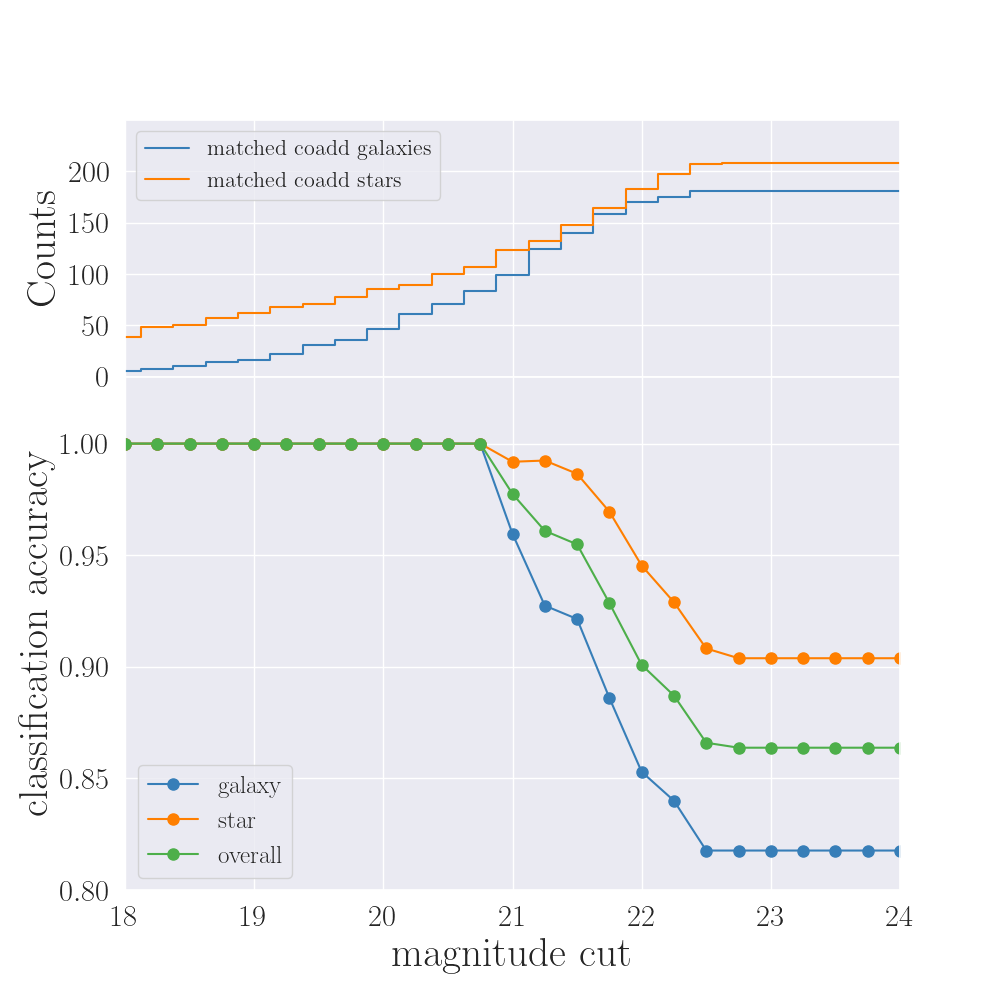 matched coadd galaxies
matched coadd stars
Counts
200
150
100
50
0
classification accuracy
1.00
0.95
0.90
0.85
0.80
galaxy
star
overall
18 19 20 21 22 23 24
magnitude cut